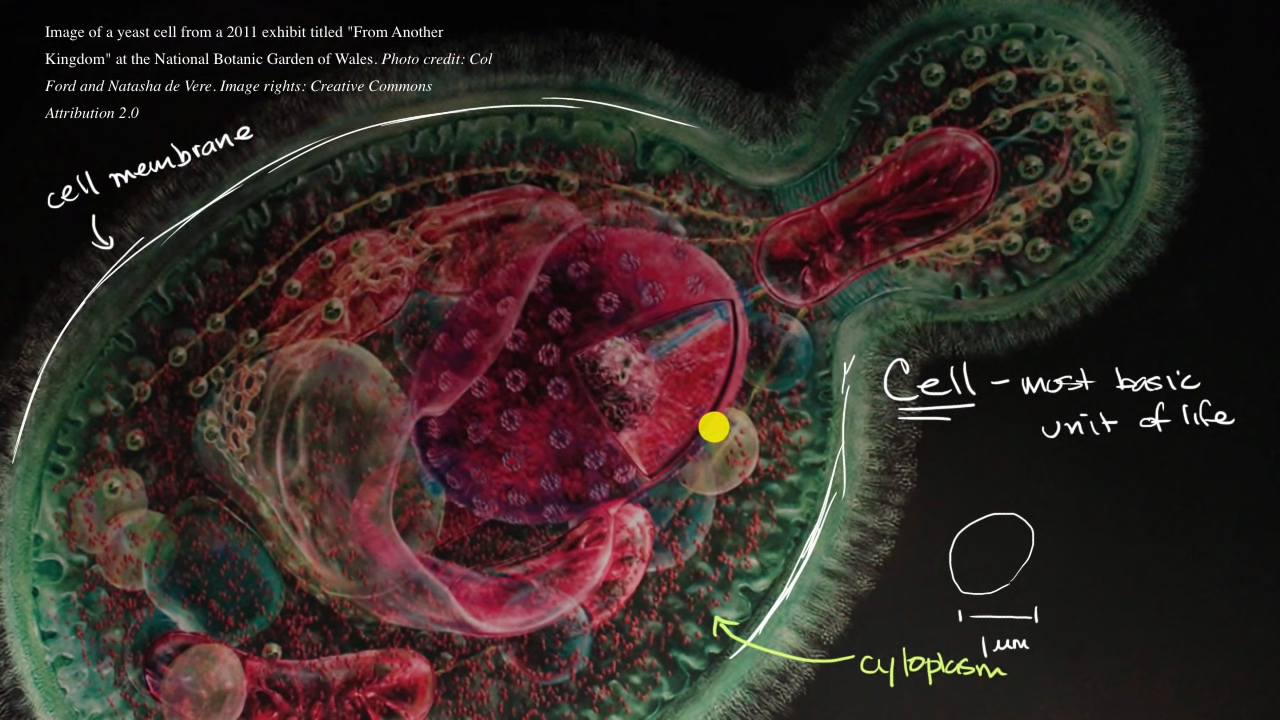 Image of a yeast cell from a 2011 exhibit titled "From Another
Kingdom" at the National Botanic Garden of Wales. Photo credit: Col
Ford and Natasha de Vere. Image rights: Creative Commons
Attribution 2.0
cell membrane
Cell - most basic
unit of life
1 μm
cytoplasm